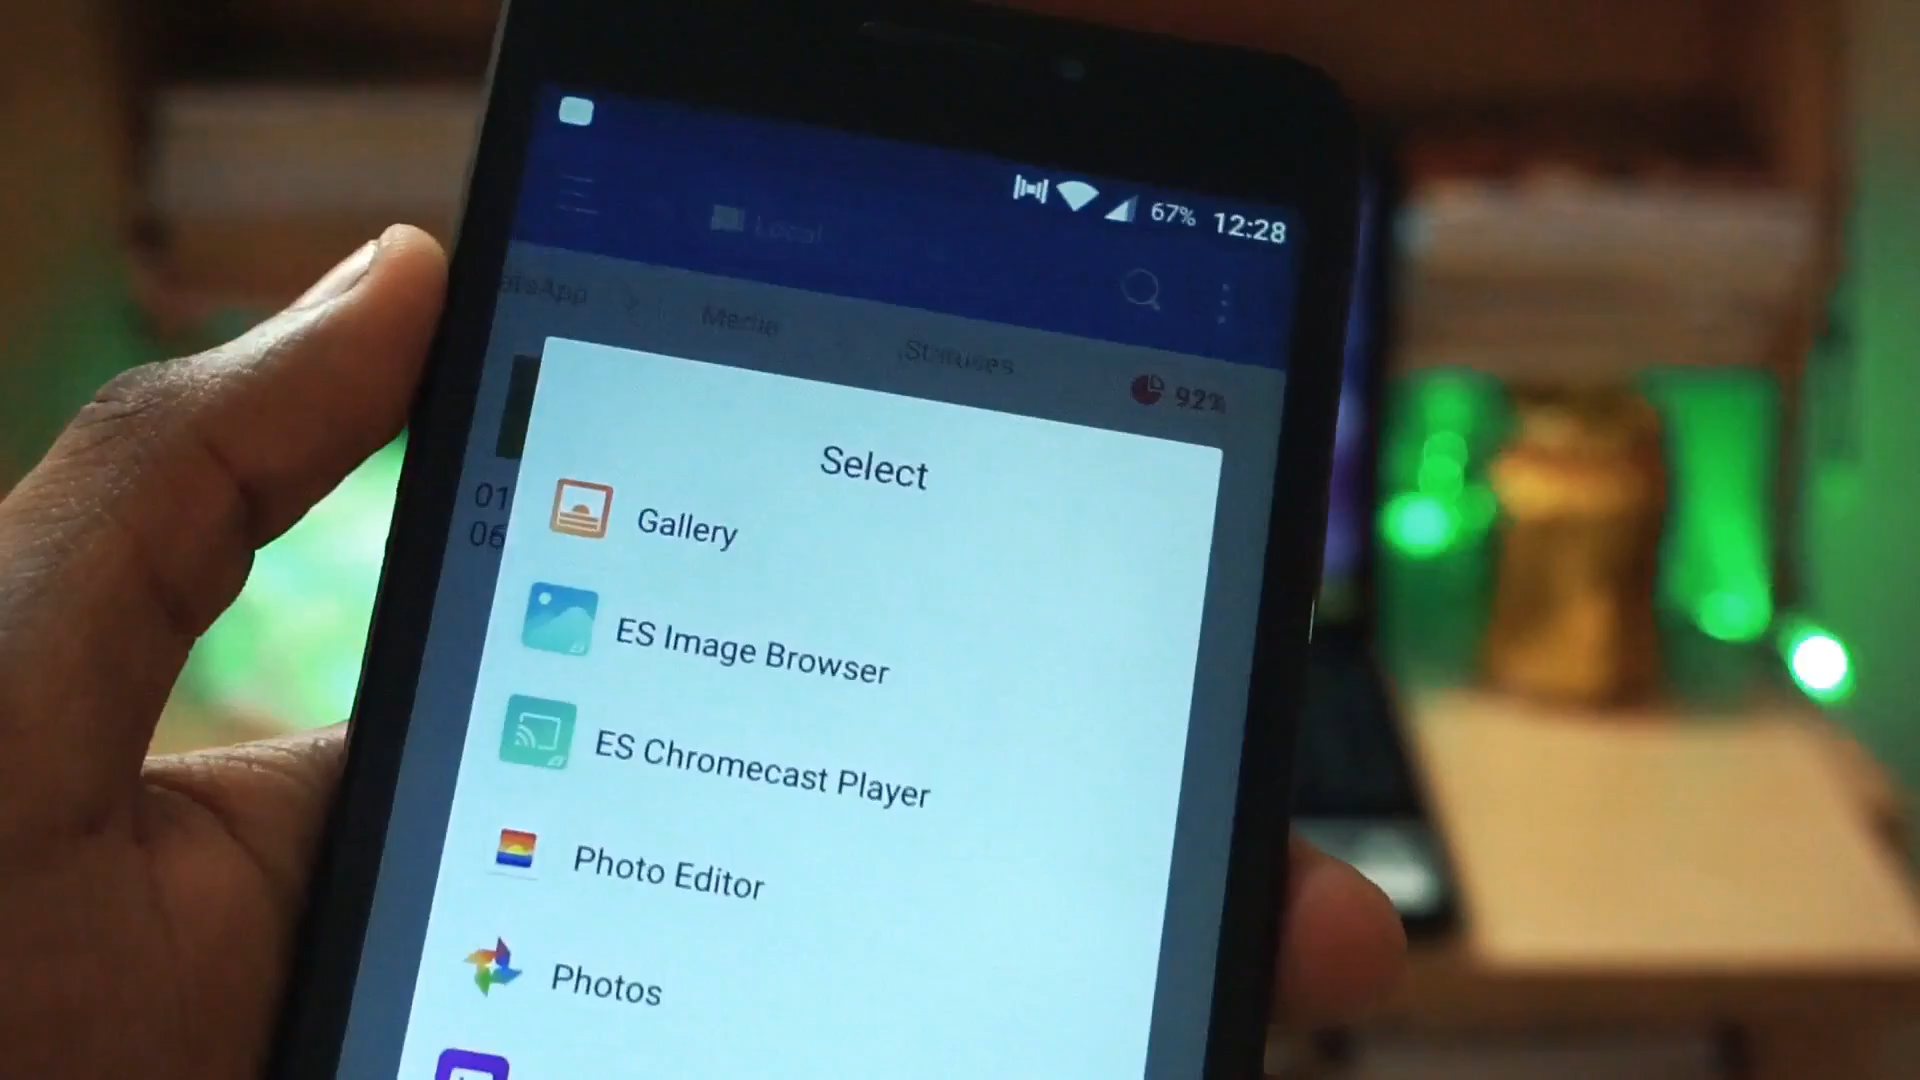 67% 12:28
Local
atsApp Media .Statuses 92%
Select
01
06
Gallery
ES Image Browser
ES Chromecast Player
Photo Editor
Photos